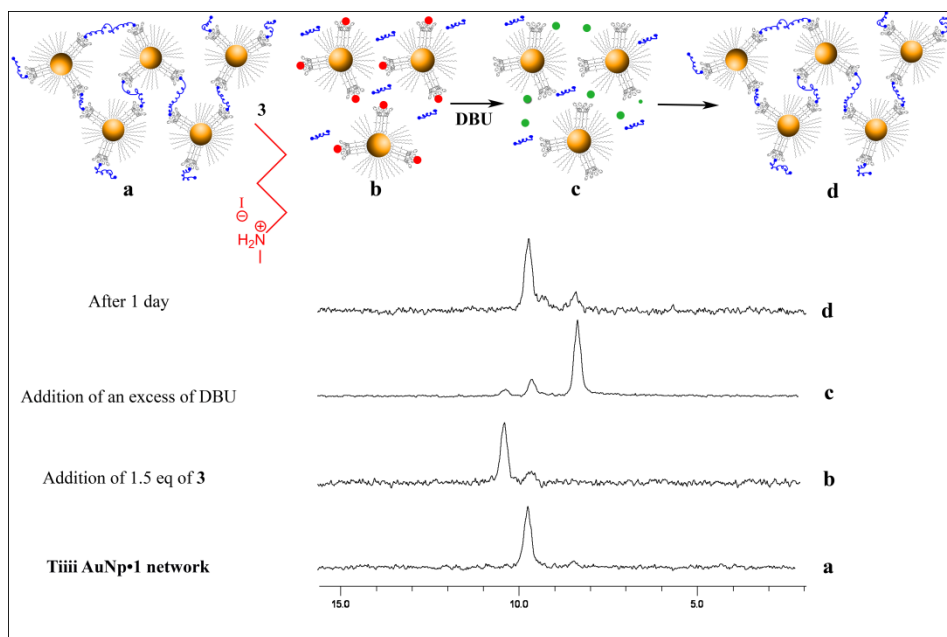 3
DBU
a
b
c
d
I
⊖
⊕
H₂N
After 1 day
d
Addition of an excess of DBU
c
Addition of 1.5 eq of 3
b
Tiiii AuNp•1 network
a
15.0 10.0 5.0